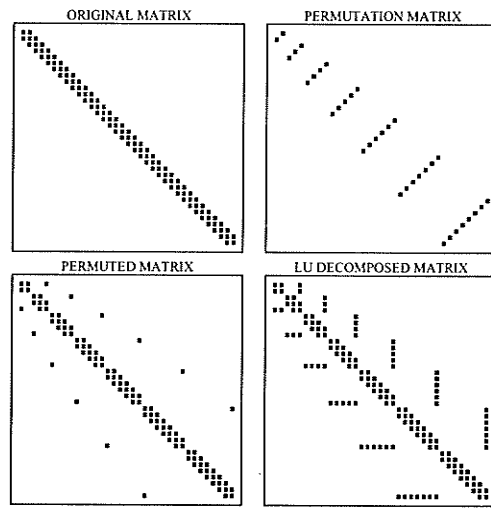 ORIGINAL MATRIX
PERMUTATION MATRIX
PERMUTED MATRIX
LU DECOMPOSED MATRIX